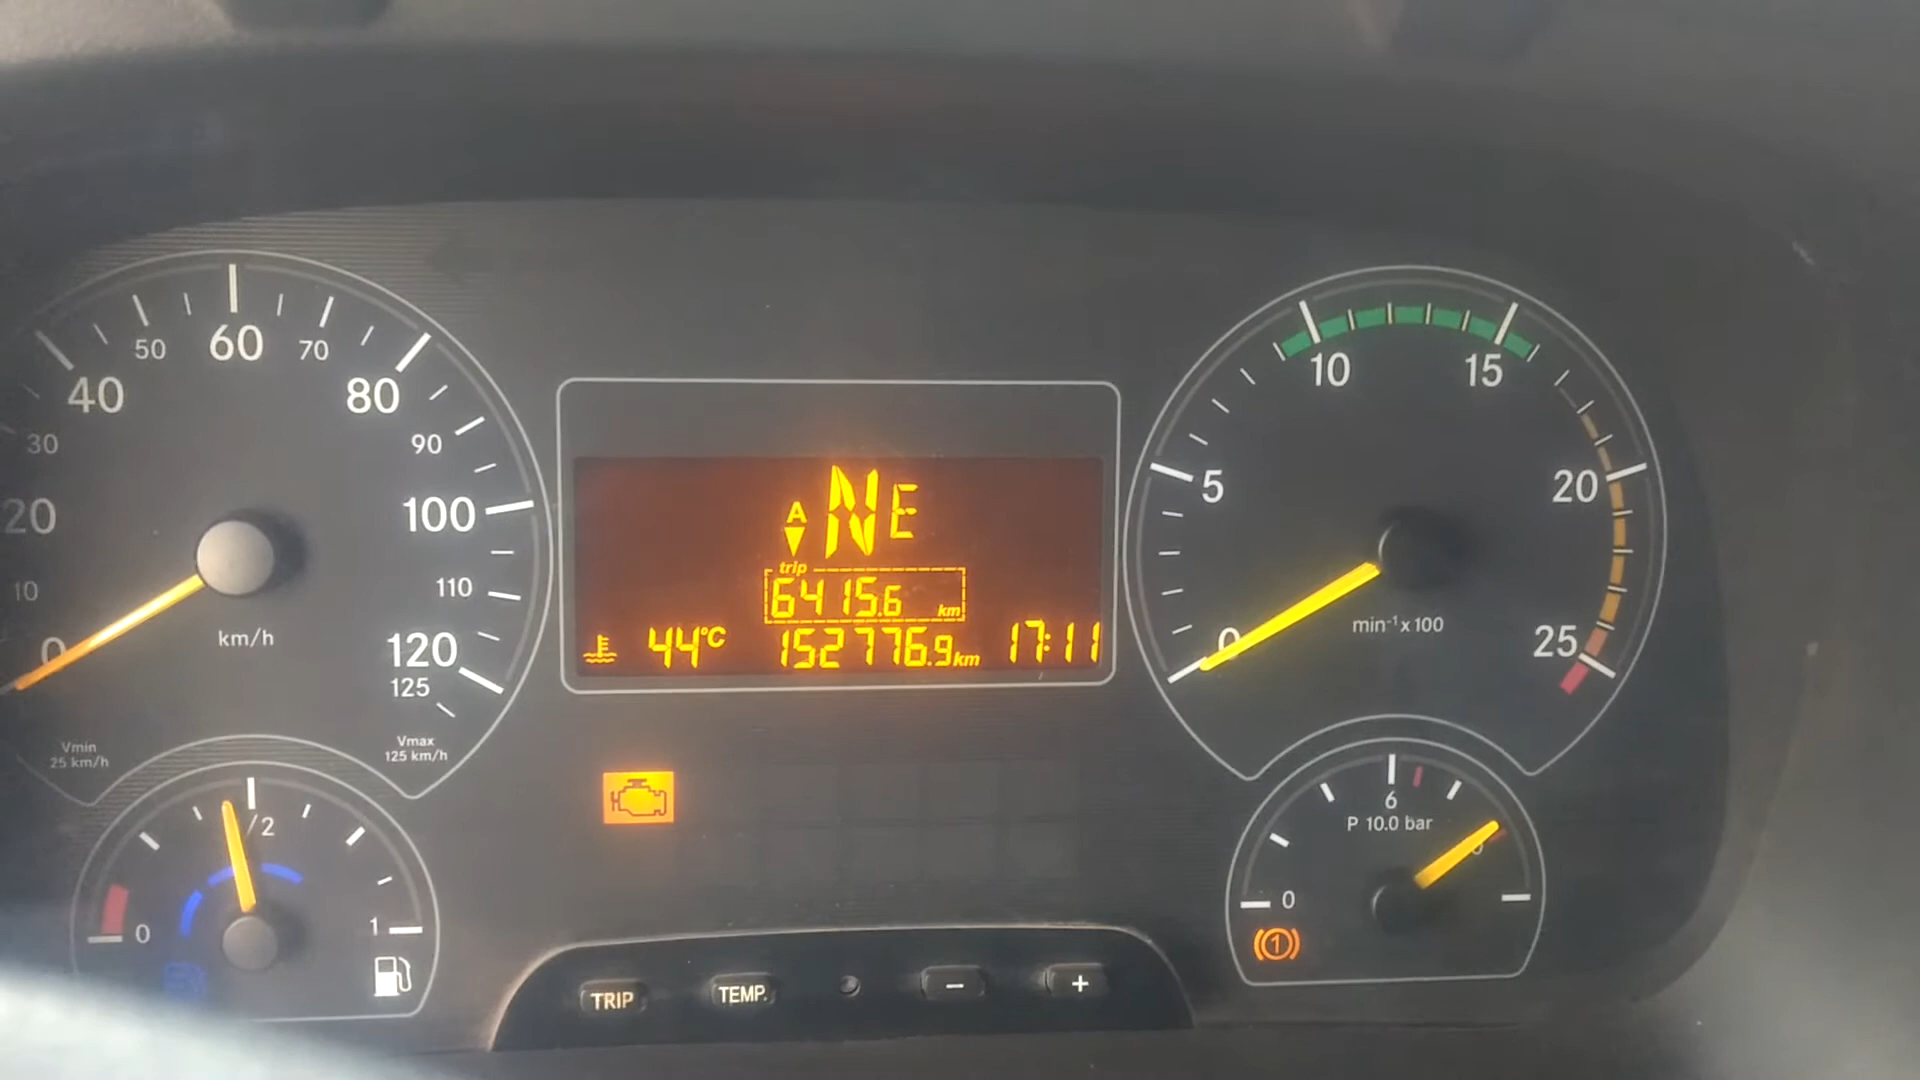 0
10
20
30
40
50
60
70
80
90
100
110
120
125
km/h
Vmin
25 km/h
Vmax
125 km/h
A NE
trip
6415.6 km
44°C
152776.9 km
17:11
0
5
10
15
20
25
min⁻¹x100
0
/2
1
0
6
P 10.0 bar
1
TRIP
TEMP.
-
+